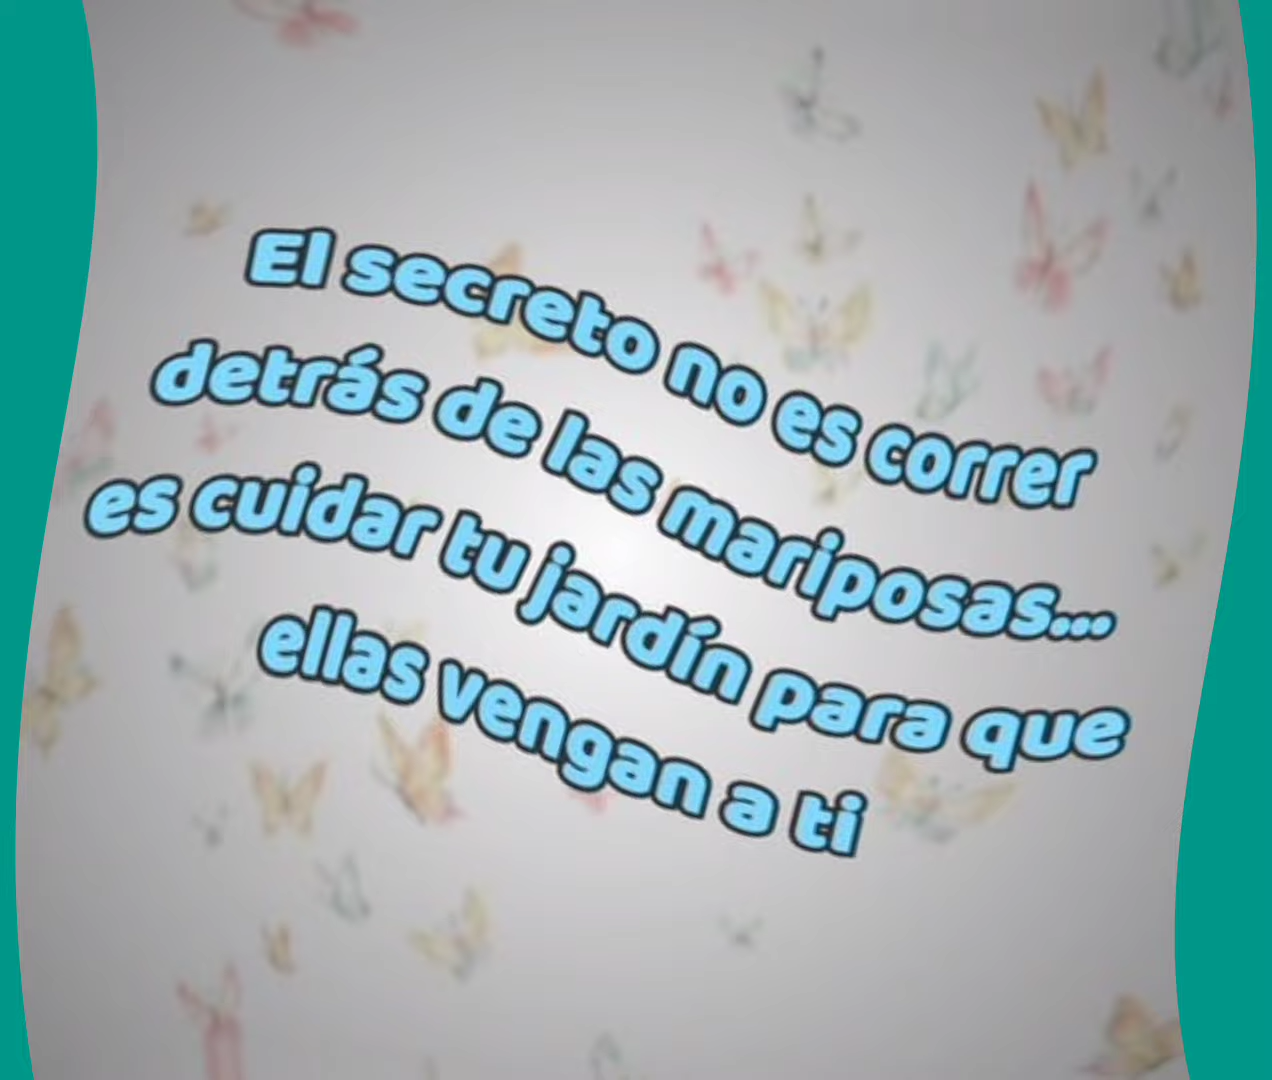 El secreto no es correr
detrás de las mariposas...
es cuidar tu jardín para que
ellas vengan a ti